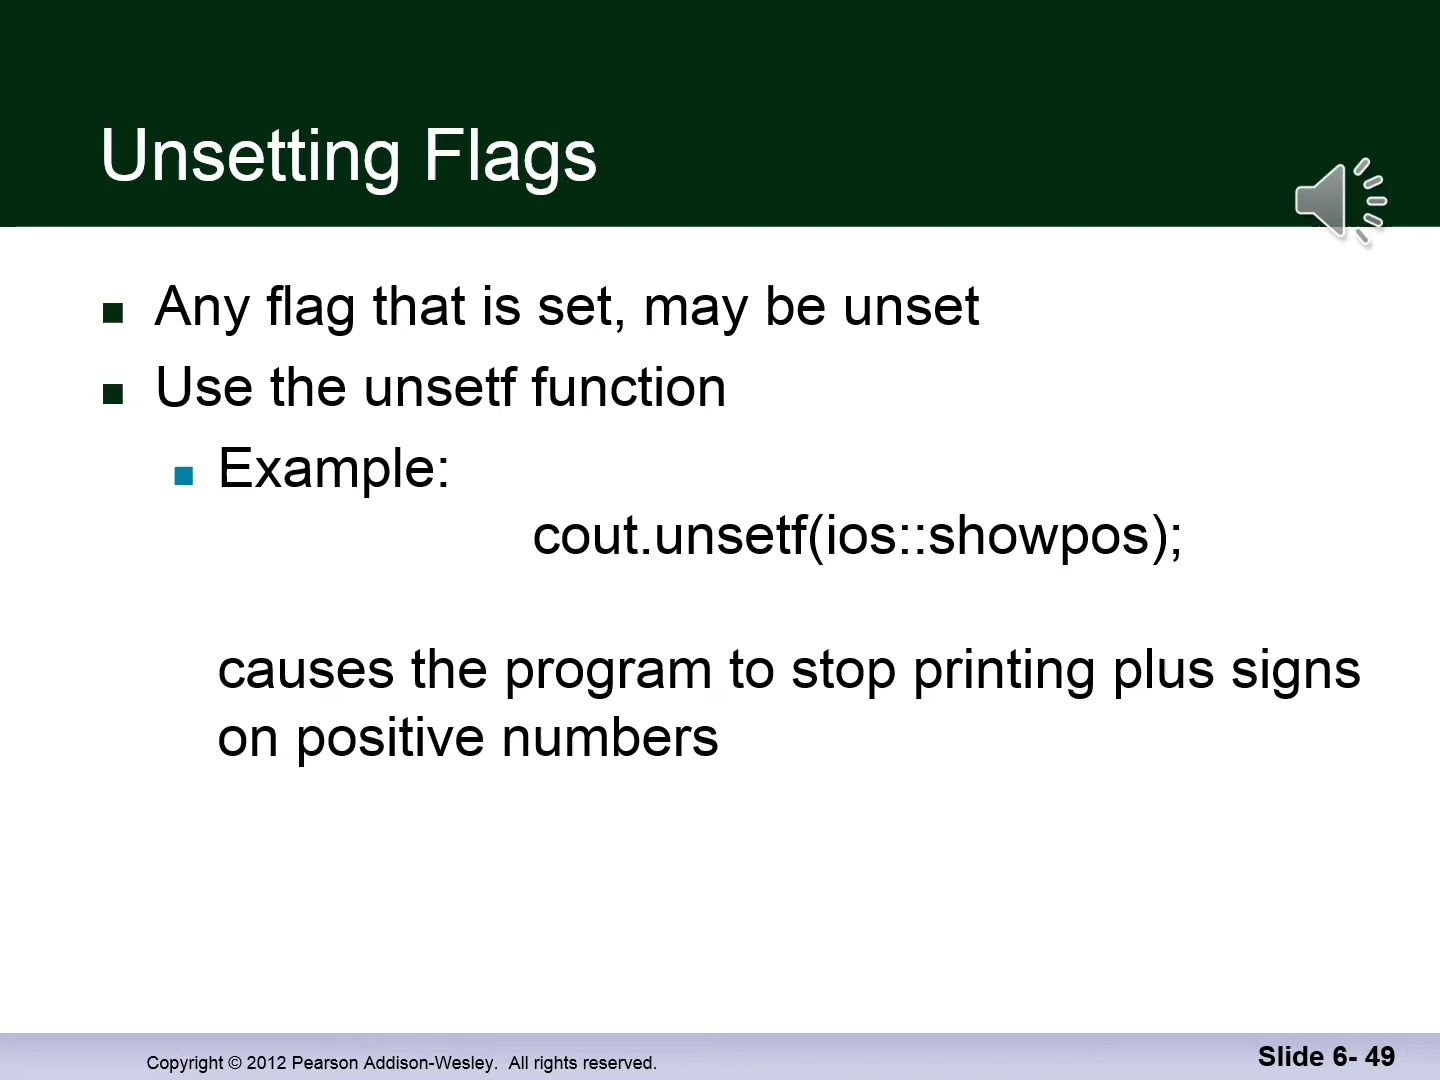 Unsetting Flags
Any flag that is set, may be unset
Use the unsetf function
Example:
cout.unsetf(ios::showpos);
causes the program to stop printing plus signs
on positive numbers
Copyright © 2012 Pearson Addison-Wesley.  All rights reserved.
Slide 6- 49